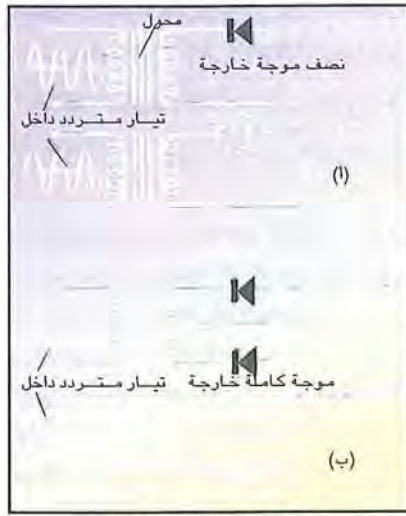 محول
نصف موجة خارجة
تيار متردد داخل
(أ)
تيار متردد داخل
موجة كاملة خارجة
(ب)